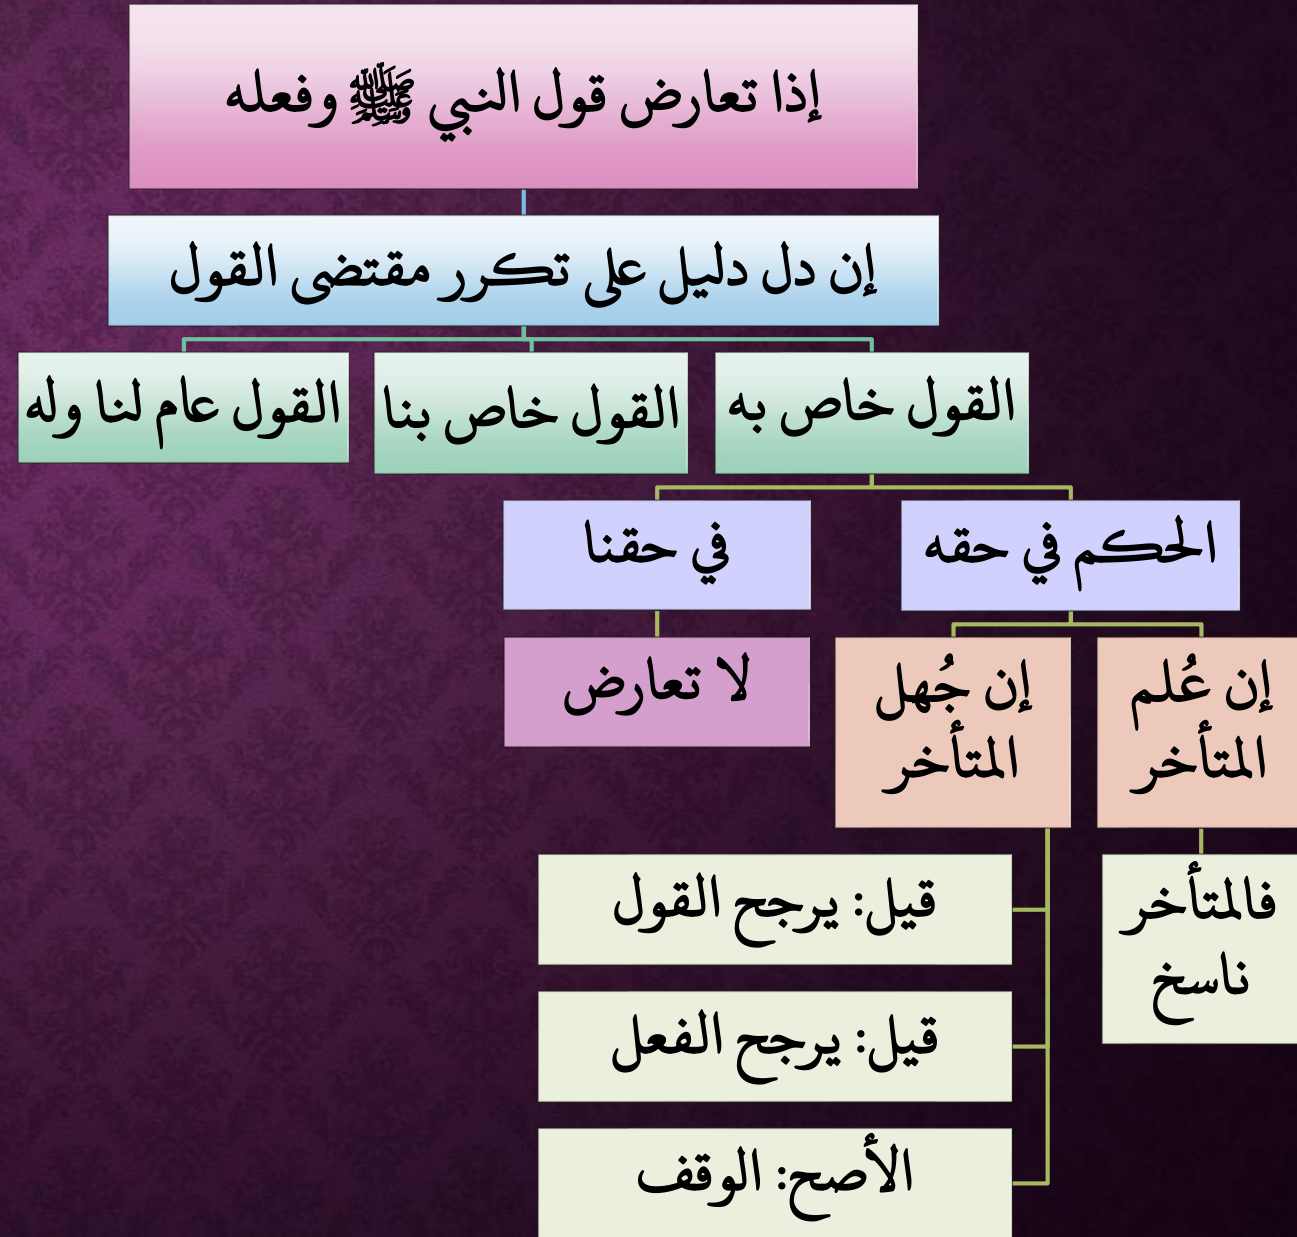 إذا تعارض قول النبي ﷺ وفعله
إن دل دليل على تكرر مقتضى القول
القول خاص به
القول خاص بنا
القول عام لنا وله
الحكم في حقه
في حقنا
إن عُلم
المتأخر
إن جُهل
المتأخر
لا تعارض
فالمتأخر
ناسخ
قيل: يرجح القول
قيل: يرجح الفعل
الأصح: الوقف